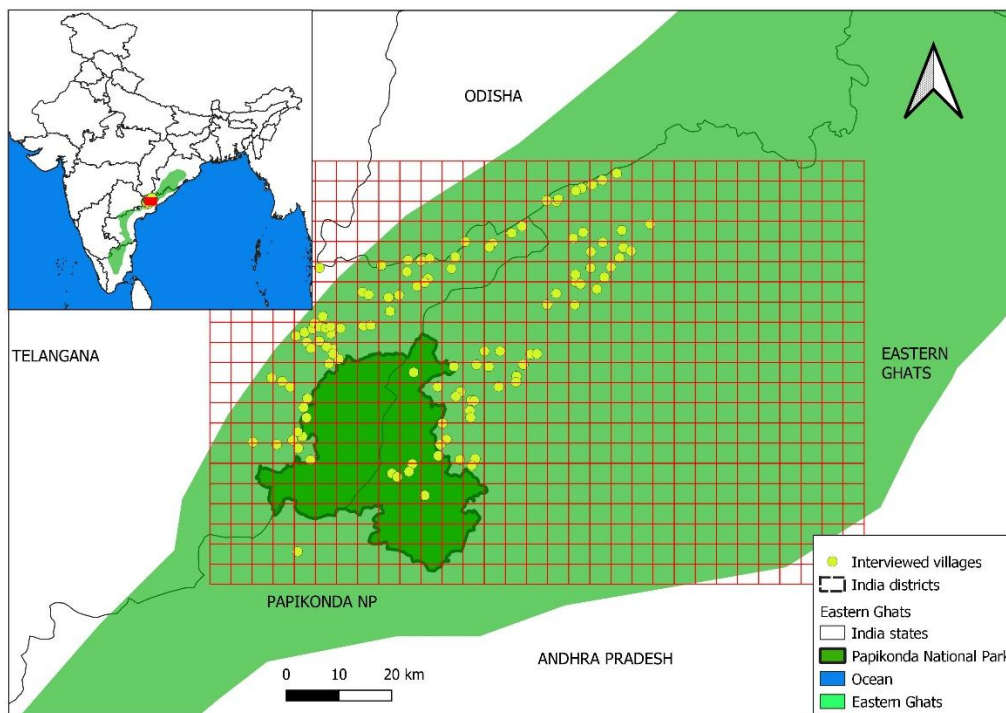 ODISHA
TELANGANA
EASTERN
GHATS
PAPIKONDA NP
ANDHRA PRADESH
0 10 20 km
Interviewed villages
India districts
Eastern Ghats
India states
Papikonda National Park
Ocean
Eastern Ghats